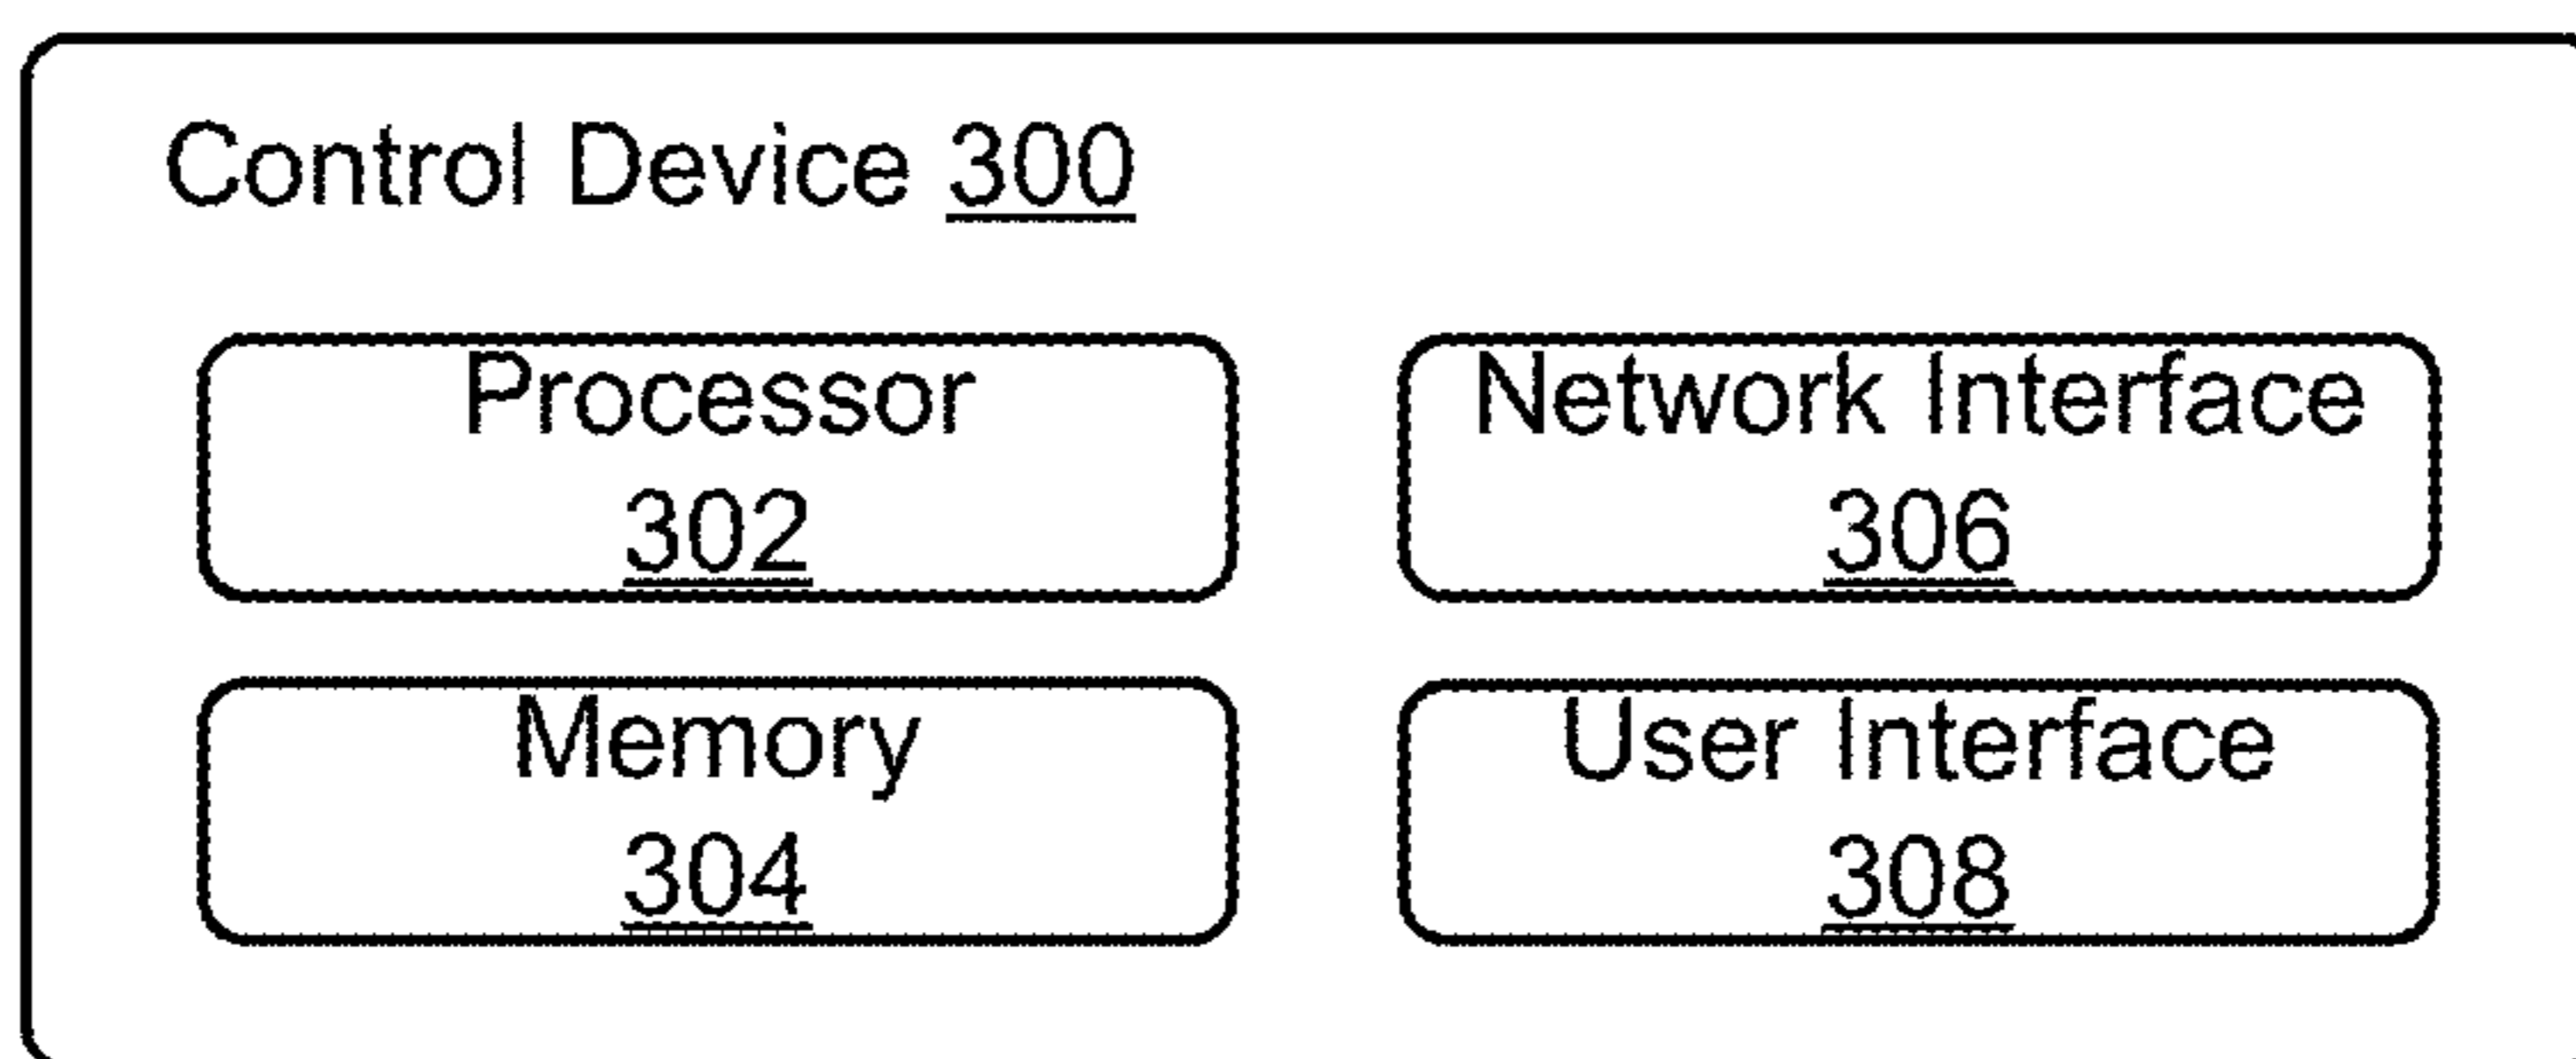 Control Device 300
Processor
302
Network Interface
306
Memory
304
User Interface
308